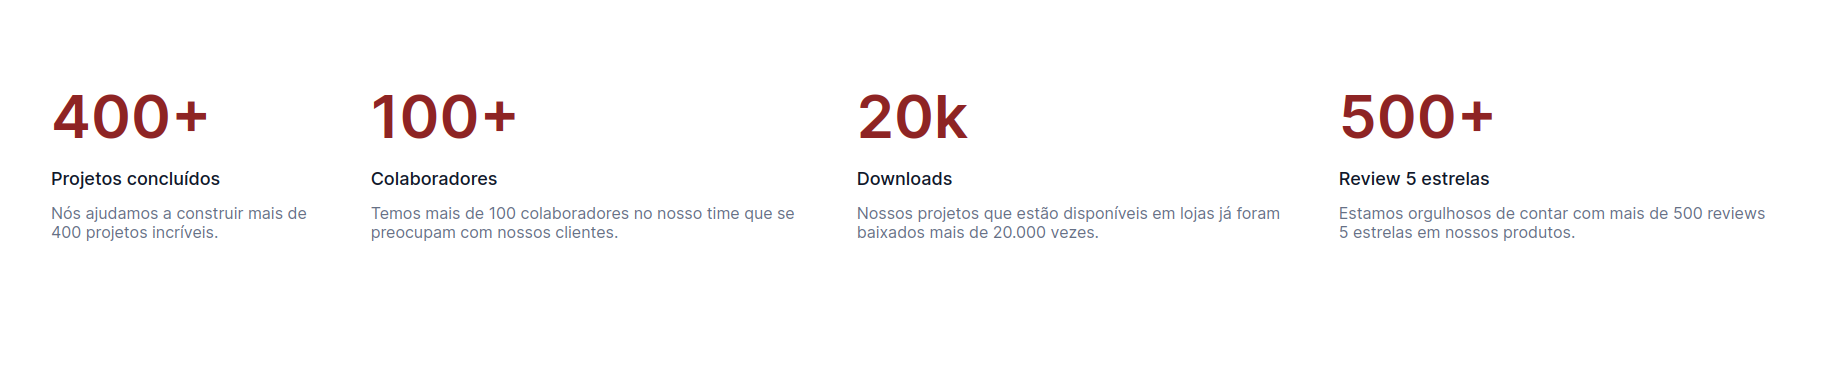 400+
Projetos concluídos
Nós ajudamos a construir mais de
400 projetos incríveis.
100+
Colaboradores
Temos mais de 100 colaboradores no nosso time que se
preocupam com nossos clientes.
20k
Downloads
Nossos projetos que estão disponíveis em lojas já foram
baixados mais de 20.000 vezes.
500+
Review 5 estrelas
Estamos orgulhosos de contar com mais de 500 reviews
5 estrelas em nossos produtos.